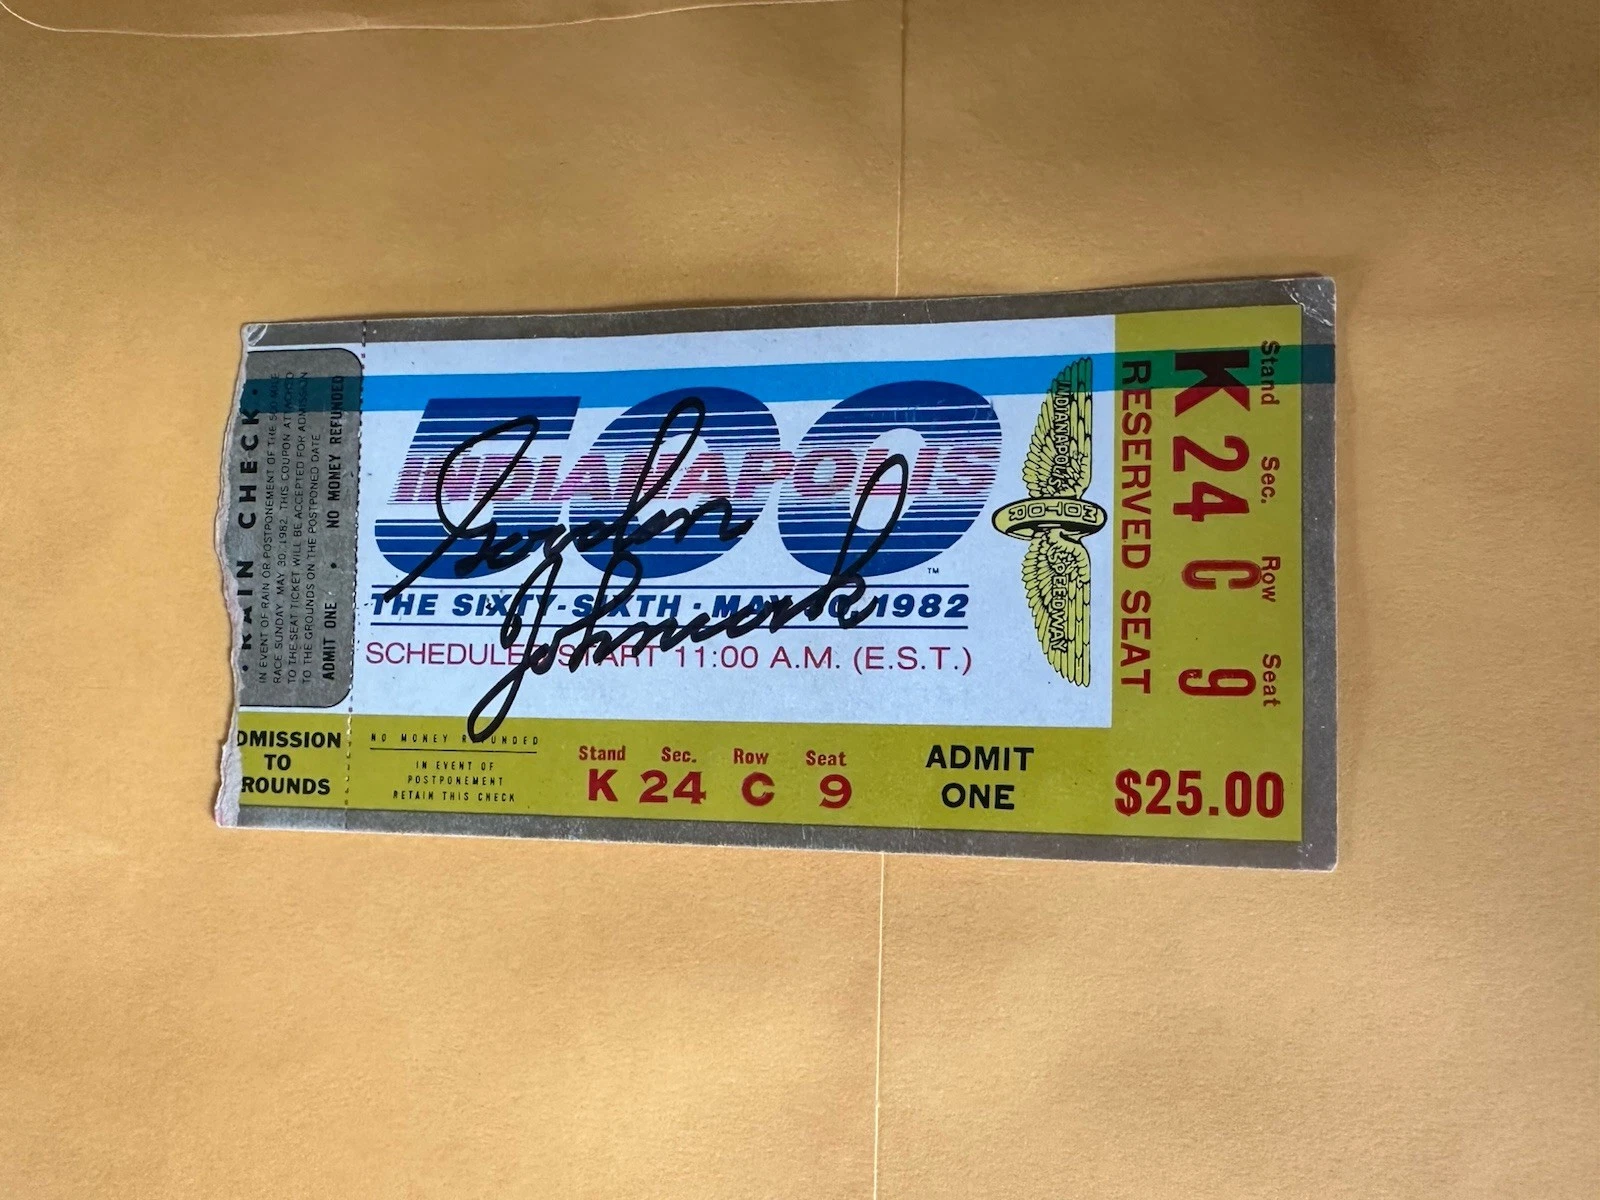 • RAIN CHECK •
IN EVENT OF RAIN OR POSTPONEMENT OF THE
RACE SUNDAY, MAY 30, 1982, THIS COUPON ATTACHED
TO THE SEAT TICKET WILL BE ACCEPTED FOR ADMISSION
TO THE GROUNDS ON THE POSTPONED DATE
ADMIT ONE • NO MONEY REFUNDED
DMISSION
TO
ROUNDS
500
INDIANAPOLIS
™
THE SIXTY-SIXTH • MAY 30, 1982
SCHEDULED START 11:00 A.M. (E.S.T.)
Gordon
Johncock
INDIANAPOLIS
MOTOR
SPEEDWAY
RESERVED SEAT
Stand Sec. Row Seat
K 24 C 9
NO MONEY REFUNDED
IN EVENT OF
POSTPONEMENT
RETAIN THIS CHECK
Stand Sec. Row Seat
K 24 C 9
ADMIT
ONE
$25.00